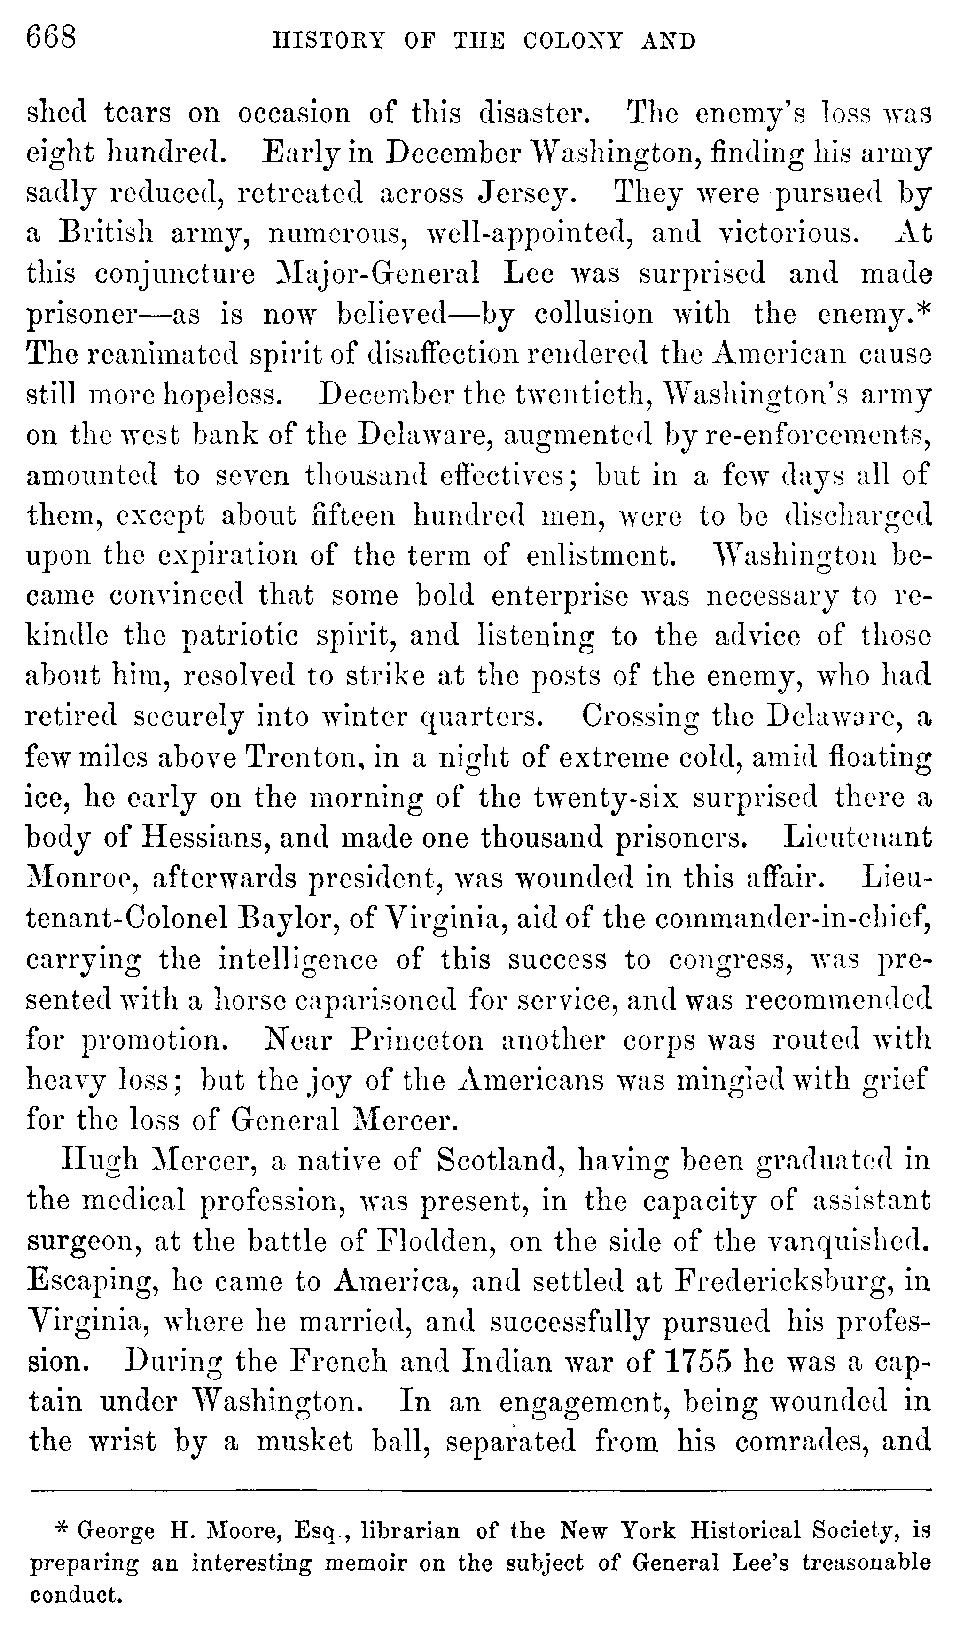 668 HISTORY OF THE COLONY AND
shed tears on occasion of this disaster. The enemy's loss was
eight hundred. Early in December Washington, finding his army
sadly reduced, retreated across Jersey. They were pursued by
a British army, numerous, well-appointed, and victorious. At
this conjuncture Major-General Lee was surprised and made
prisoner—as is now believed—by collusion with the enemy.*
The reanimated spirit of disaffection rendered the American cause
still more hopeless. December the twentieth, Washington's army
on the west bank of the Delaware, augmented by re-enforcements,
amounted to seven thousand effectives; but in a few days all of
them, except about fifteen hundred men, were to be discharged
upon the expiration of the term of enlistment. Washington be-
came convinced that some bold enterprise was necessary to re-
kindle the patriotic spirit, and listening to the advice of those
about him, resolved to strike at the posts of the enemy, who had
retired securely into winter quarters. Crossing the Delaware, a
few miles above Trenton, in a night of extreme cold, amid floating
ice, he early on the morning of the twenty-six surprised there a
body of Hessians, and made one thousand prisoners. Lieutenant
Monroe, afterwards president, was wounded in this affair. Lieu-
tenant-Colonel Baylor, of Virginia, aid of the commander-in-chief,
carrying the intelligence of this success to congress, was pre-
sented with a horse caparisoned for service, and was recommended
for promotion. Near Princeton another corps was routed with
heavy loss; but the joy of the Americans was mingled with grief
for the loss of General Mercer.
Hugh Mercer, a native of Scotland, having been graduated in
the medical profession, was present, in the capacity of assistant
surgeon, at the battle of Flodden, on the side of the vanquished.
Escaping, he came to America, and settled at Fredericksburg, in
Virginia, where he married, and successfully pursued his profes-
sion. During the French and Indian war of 1755 he was a cap-
tain under Washington. In an engagement, being wounded in
the wrist by a musket ball, separated from his comrades, and
* George H. Moore, Esq., librarian of the New York Historical Society, is
preparing an interesting memoir on the subject of General Lee's treasonable
conduct.